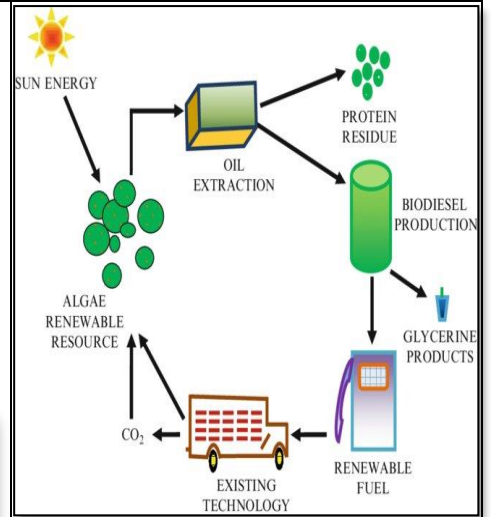 SUN ENERGY
PROTEIN
RESIDUE
OIL
EXTRACTION
BIODIESEL
PRODUCTION
ALGAE
RENEWABLE
RESOURCE
GLYCERINE
PRODUCTS
CO₂
RENEWABLE
FUEL
EXISTING
TECHNOLOGY